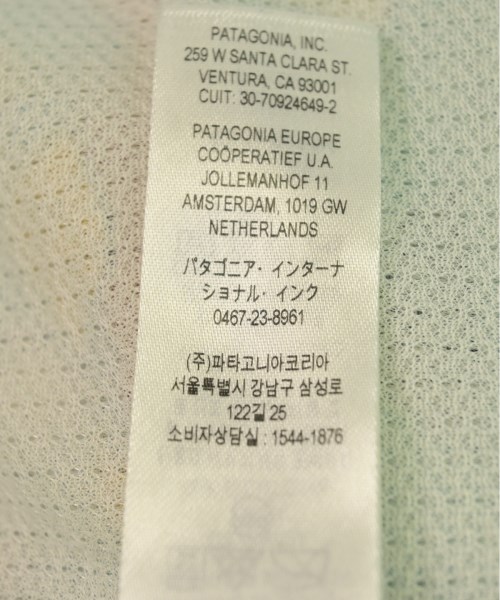 PATAGONIA, INC.
259 W SANTA CLARA ST.
VENTURA, CA 93001
CUIT: 30-70924649-2
PATAGONIA EUROPE
COÖPERATIEF U.A.
JOLLEMANHOF 11
AMSTERDAM, 1019 GW
NETHERLANDS
パタゴニア・インターナ
ショナル・インク
0467-23-8961
(주)파타고니아코리아
서울특별시 강남구 삼성로
122길 25
소비자상담실 : 1544-1876